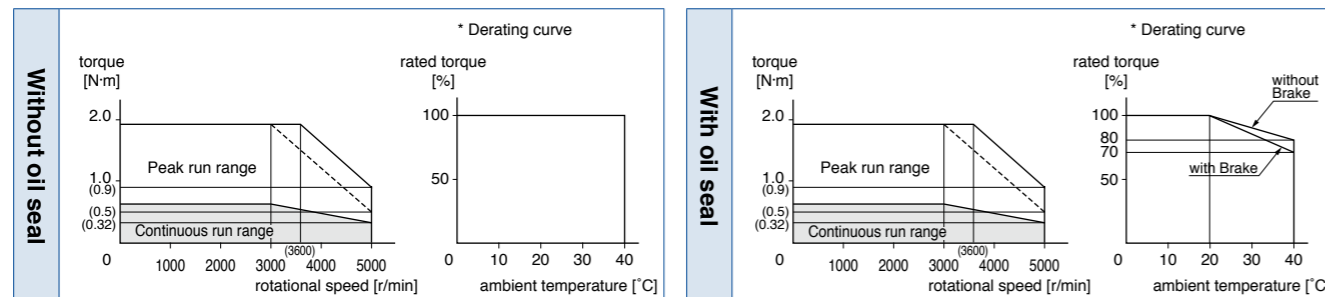 Without oil seal
* Derating curve
torque
[N·m]
2.0
1.0
(0.9)
(0.5)
(0.32)
0
Peak run range
Continuous run range
(3600)
1000 2000 3000 4000 5000
rotational speed [r/min]
rated torque
[%]
100
50
0 10 20 30 40
ambient temperature [˚C]
With oil seal
* Derating curve
torque
[N·m]
2.0
1.0
(0.9)
(0.5)
(0.32)
0
Peak run range
Continuous run range
(3600)
1000 2000 3000 4000 5000
rotational speed [r/min]
rated torque
[%]
without
Brake
100
80
70
50
with Brake
0 10 20 30 40
ambient temperature [˚C]